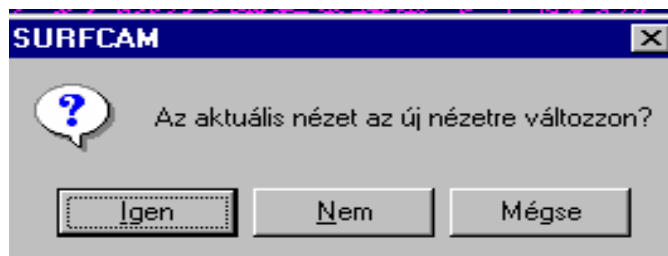 SURFCAM
Az aktuális nézet az új nézetre változzon?
Igen Nem Mégse